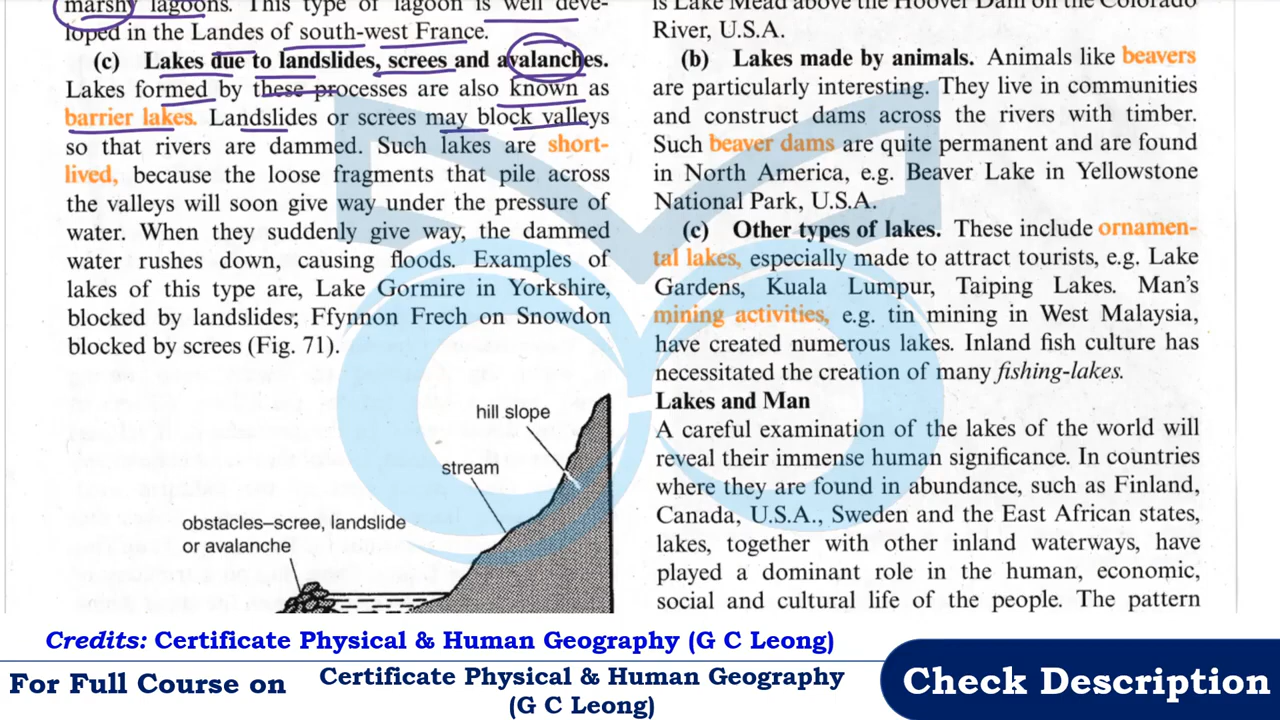 marshy lagoons. This type of lagoon is well deve-
loped in the Landes of south-west France.
(c) Lakes due to landslides, screes and avalanches.
Lakes formed by these processes are also known as
barrier lakes. Landslides or screes may block valleys
so that rivers are dammed. Such lakes are short-
lived, because the loose fragments that pile across
the valleys will soon give way under the pressure of
water. When they suddenly give way, the dammed
water rushes down, causing floods. Examples of
lakes of this type are, Lake Gormire in Yorkshire,
blocked by landslides; Ffynnon Frech on Snowdon
blocked by screes (Fig. 71).
hill slope
stream
obstacles–scree, landslide
or avalanche
is Lake Mead above the Hoover Dam on the Colorado
River, U.S.A.
(b) Lakes made by animals. Animals like beavers
are particularly interesting. They live in communities
and construct dams across the rivers with timber.
Such beaver dams are quite permanent and are found
in North America, e.g. Beaver Lake in Yellowstone
National Park, U.S.A.
(c) Other types of lakes. These include ornamen-
tal lakes, especially made to attract tourists, e.g. Lake
Gardens, Kuala Lumpur, Taiping Lakes. Man's
mining activities, e.g. tin mining in West Malaysia,
have created numerous lakes. Inland fish culture has
necessitated the creation of many fishing-lakes.
Lakes and Man
A careful examination of the lakes of the world will
reveal their immense human significance. In countries
where they are found in abundance, such as Finland,
Canada, U.S.A., Sweden and the East African states,
lakes, together with other inland waterways, have
played a dominant role in the human, economic,
social and cultural life of the people. The pattern
Credits: Certificate Physical & Human Geography (G C Leong)
For Full Course on
Certificate Physical & Human Geography
(G C Leong)
Check Description